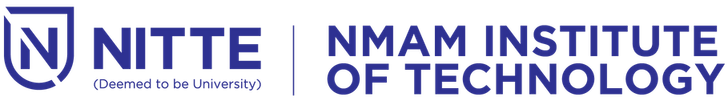 N NITTE
(Deemed to be University)
NMAM INSTITUTE
OF TECHNOLOGY